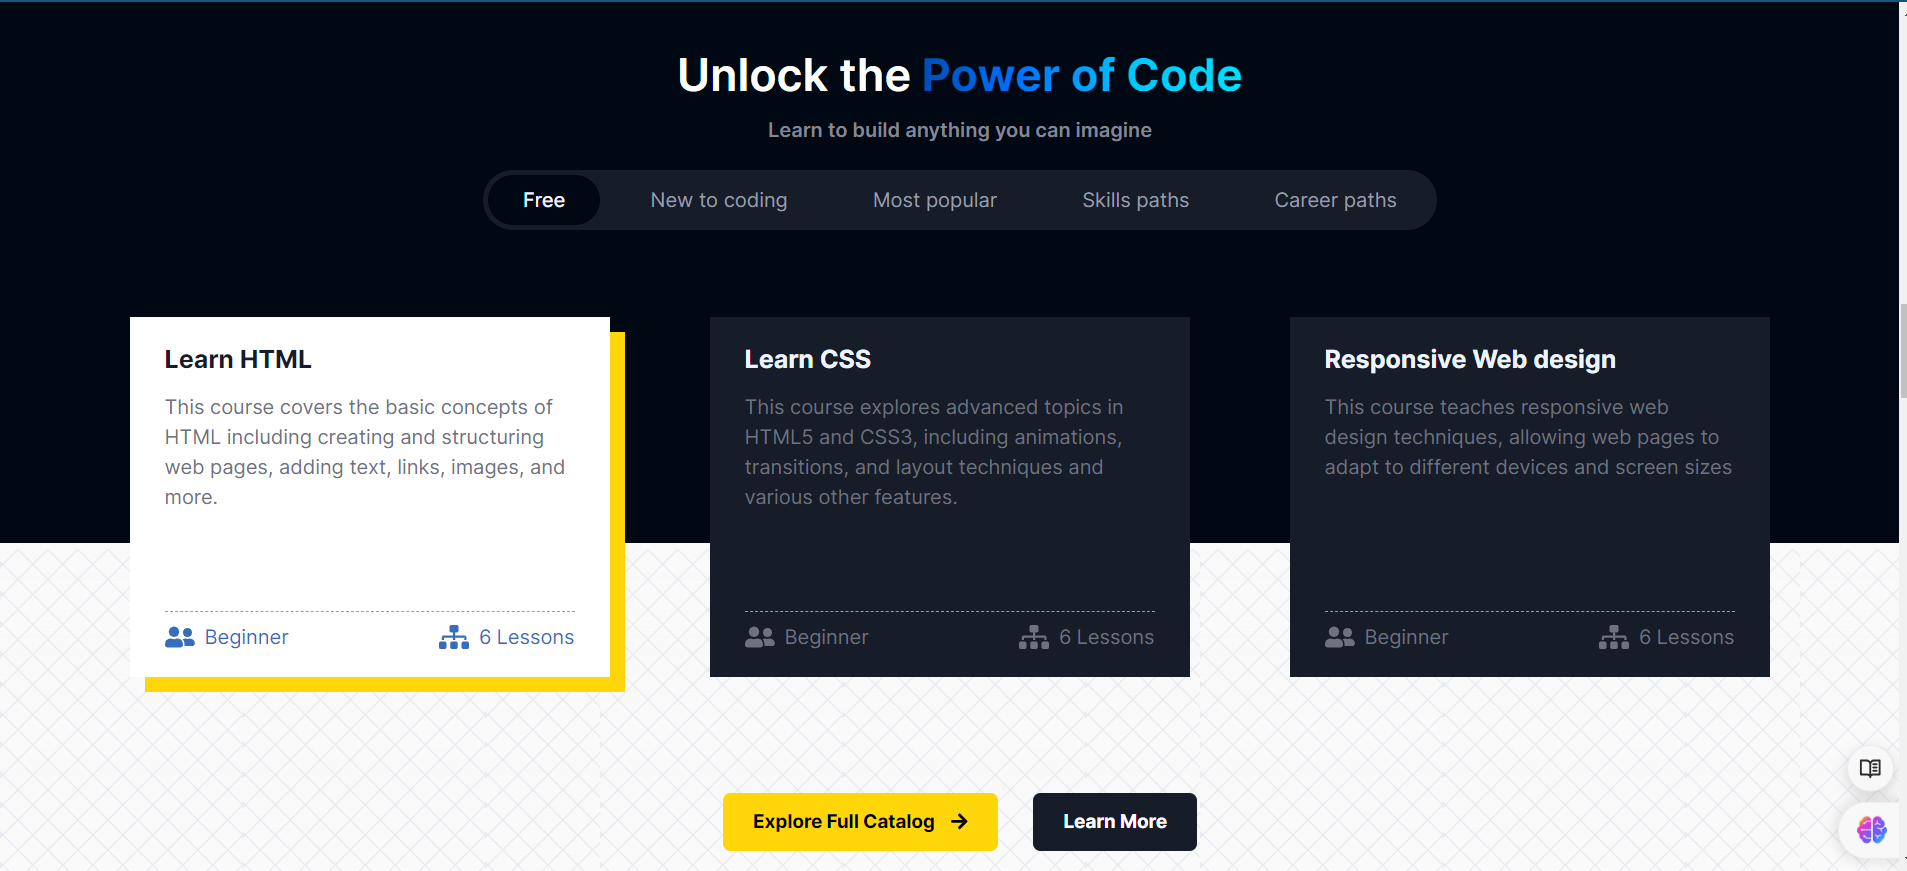 Unlock the Power of Code
Learn to build anything you can imagine
Free
New to coding
Most popular
Skills paths
Career paths
Learn HTML
This course covers the basic concepts of
HTML including creating and structuring
web pages, adding text, links, images, and
more.
Beginner
6 Lessons
Learn CSS
This course explores advanced topics in
HTML5 and CSS3, including animations,
transitions, and layout techniques and
various other features.
Beginner
6 Lessons
Responsive Web design
This course teaches responsive web
design techniques, allowing web pages to
adapt to different devices and screen sizes
Beginner
6 Lessons
Explore Full Catalog
Learn More